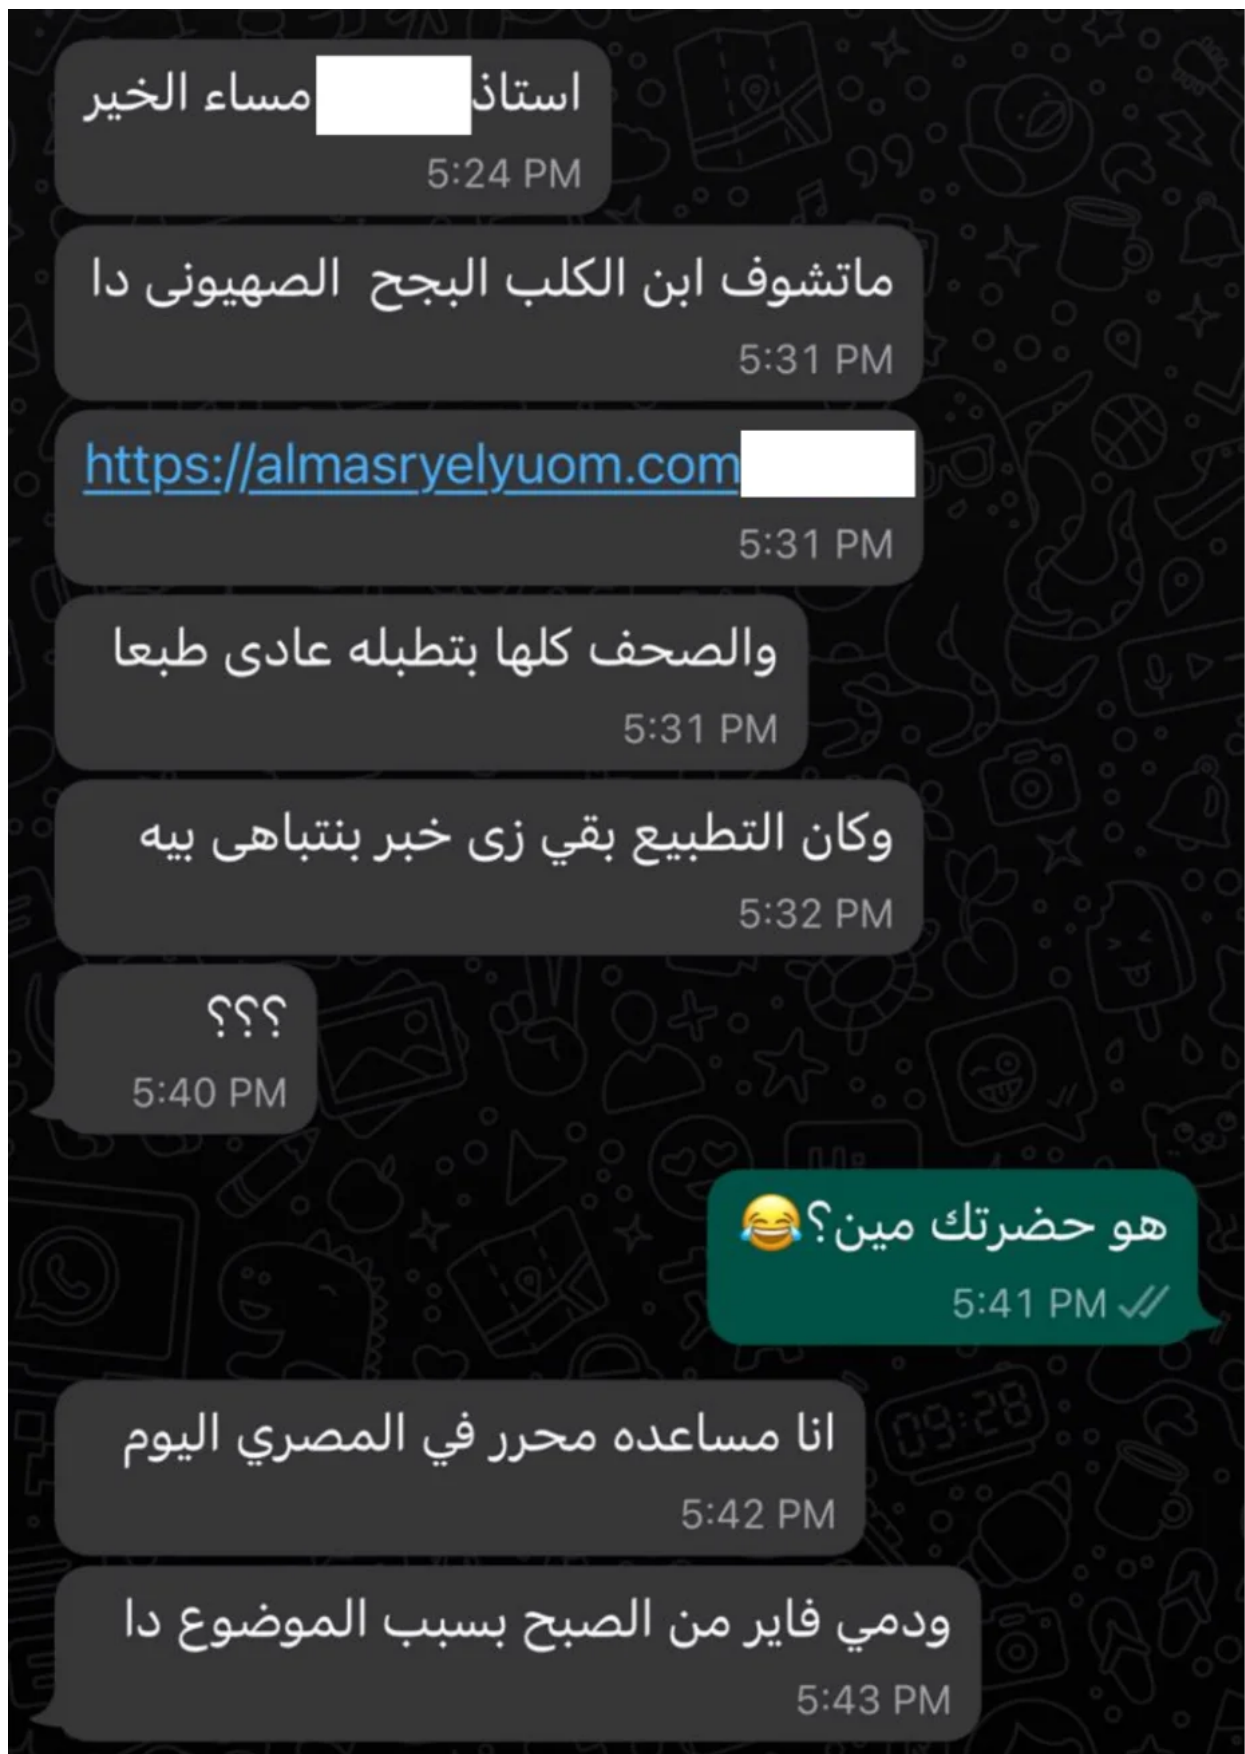 استاذ مساء الخير
5:24 PM
ماتشوف ابن الكلب البجح الصهيونى دا
5:31 PM
https://almasryelyuom.com
5:31 PM
والصحف كلها بتطبله عادى طبعا
5:31 PM
وكان التطبيع بقي زى خبر بنتباهى بيه
5:32 PM
؟؟؟
5:40 PM
هو حضرتك مين؟😂
5:41 PM
انا مساعده محرر في المصري اليوم
5:42 PM
ودمي فاير من الصبح بسبب الموضوع دا
5:43 PM